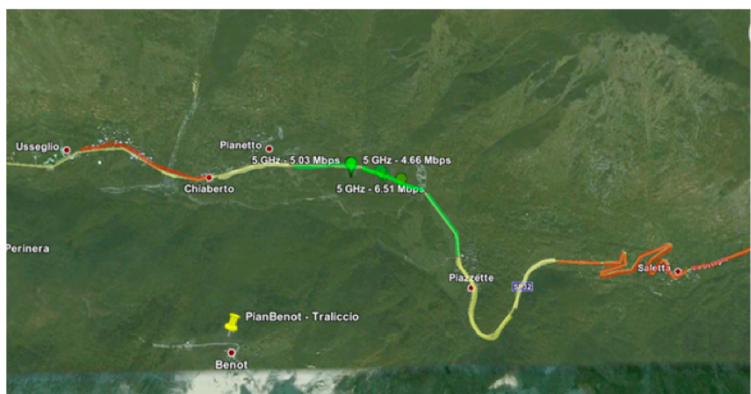 Usseglio
Pianetto
5 GHz - 5.03 Mbps
5 GHz - 4.66 Mbps
5 GHz - 6.51 Mbps
Chiaberto
Perinera
Piazzette
SP32
Saletta
PianBenot - Traliccio
Benot